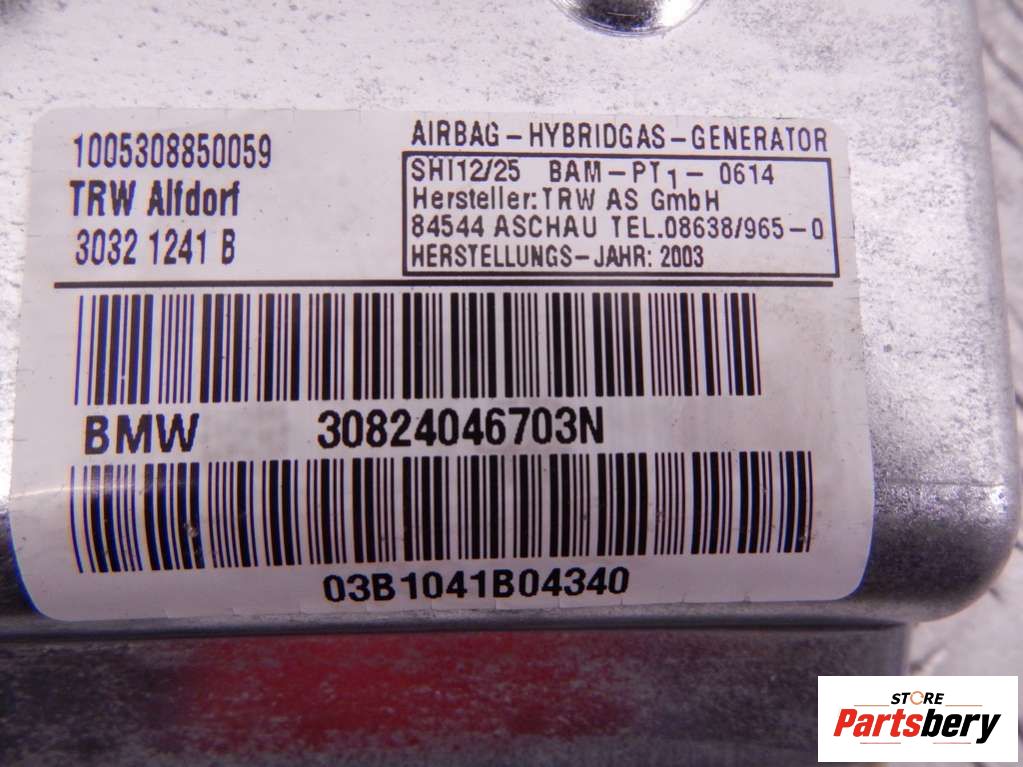 1005308850059
TRW Alfdorf
3032 1241 B
AIRBAG-HYBRIDGAS-GENERATOR
SHI12/25 BAM-PT1-0614
Hersteller:TRW AS GmbH
84544 ASCHAU TEL.08638/965-0
HERSTELLUNGS-JAHR: 2003
BMW 30824046703N
03B1041B04340
STORE
Partsbery